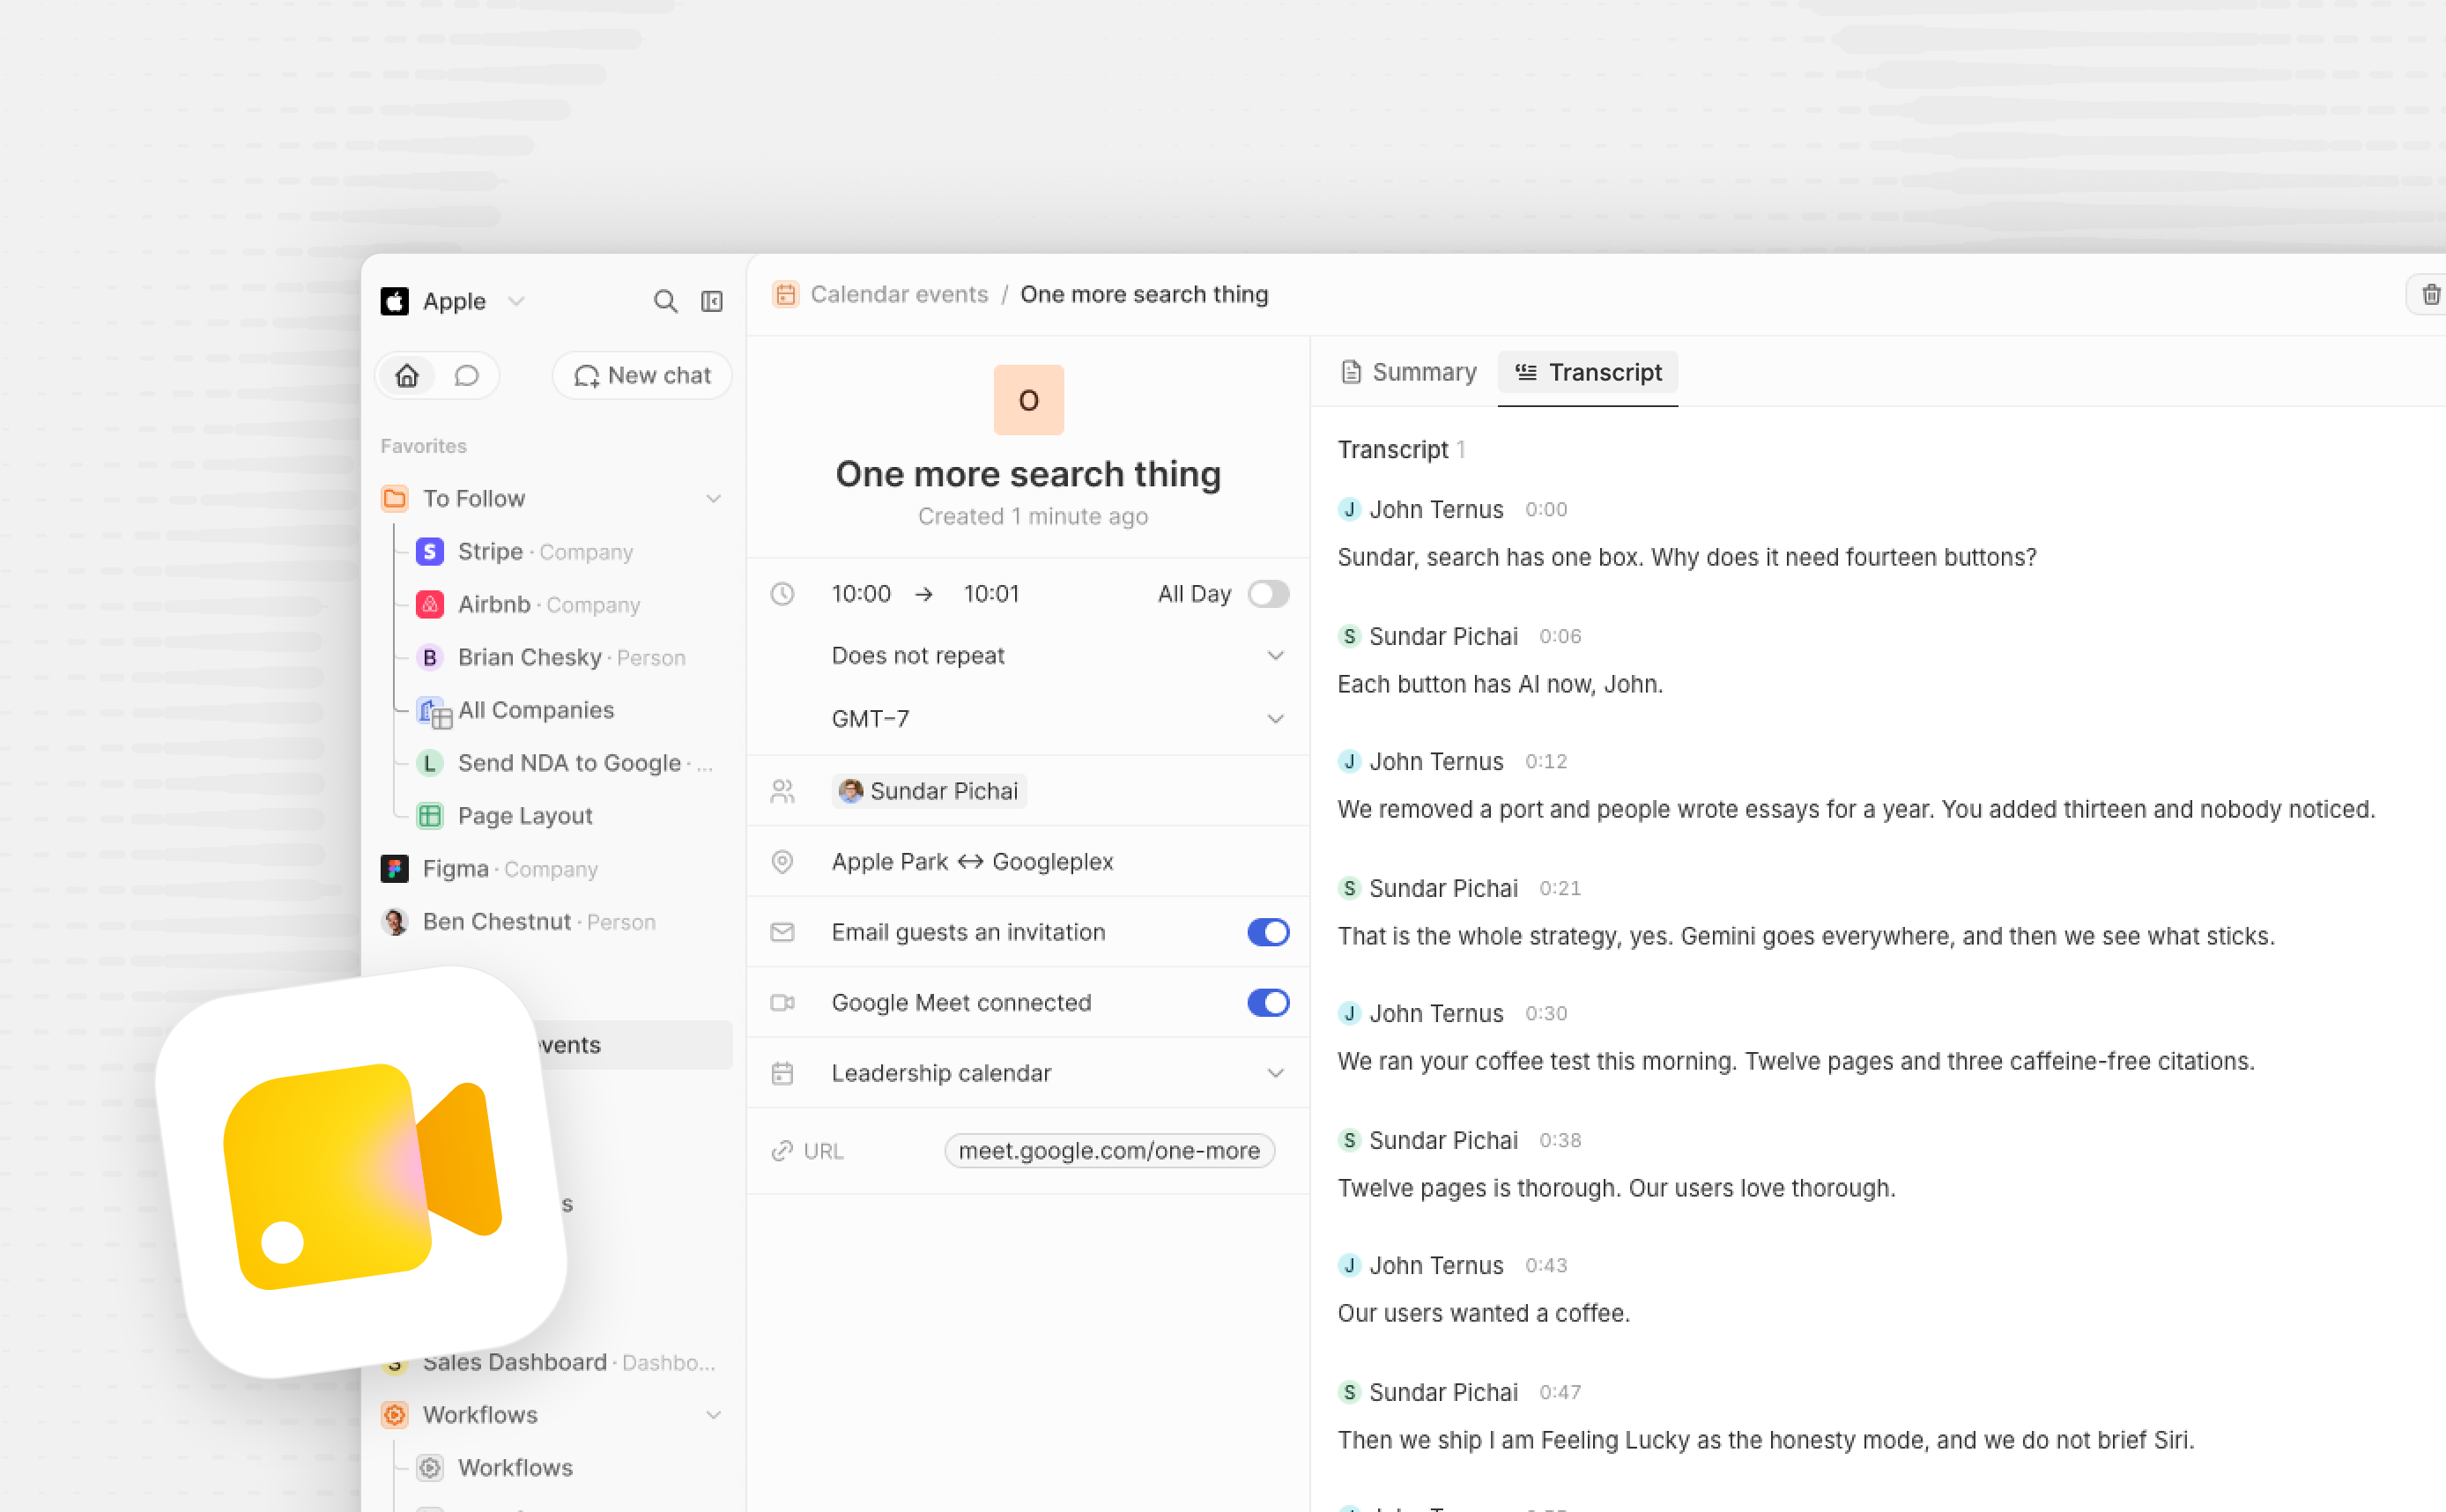 Apple
New chat
Favorites
To Follow
Stripe · Company
Airbnb · Company
B Brian Chesky · Person
All Companies
L Send NDA to Google · ...
Page Layout
Figma · Company
Ben Chestnut · Person
vents
s
S Sales Dashboard · Dashbo...
Workflows
Workflows
Calendar events / One more search thing
O
One more search thing
Created 1 minute ago
10:00 → 10:01 All Day
Does not repeat
GMT−7
Sundar Pichai
Apple Park ↔ Googleplex
Email guests an invitation
Google Meet connected
Leadership calendar
URL meet.google.com/one-more
Summary Transcript
Transcript 1
J John Ternus 0:00
Sundar, search has one box. Why does it need fourteen buttons?
S Sundar Pichai 0:06
Each button has AI now, John.
J John Ternus 0:12
We removed a port and people wrote essays for a year. You added thirteen and nobody noticed.
S Sundar Pichai 0:21
That is the whole strategy, yes. Gemini goes everywhere, and then we see what sticks.
J John Ternus 0:30
We ran your coffee test this morning. Twelve pages and three caffeine-free citations.
S Sundar Pichai 0:38
Twelve pages is thorough. Our users love thorough.
J John Ternus 0:43
Our users wanted a coffee.
S Sundar Pichai 0:47
Then we ship I am Feeling Lucky as the honesty mode, and we do not brief Siri.